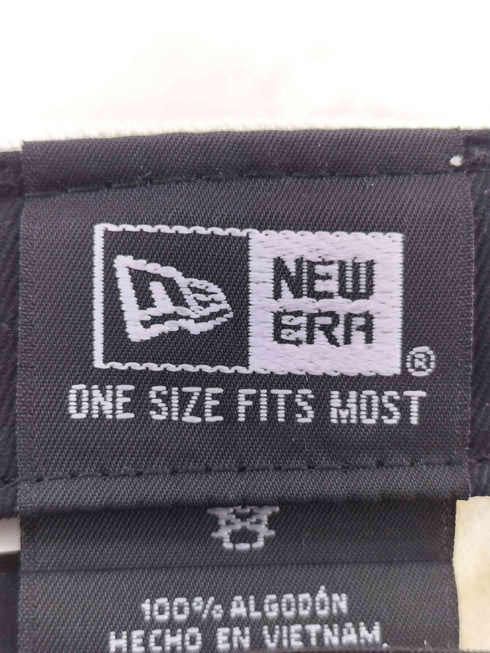 NEW
ERA
®
ONE SIZE FITS MOST
100% ALGODÓN
HECHO EN VIETNAM